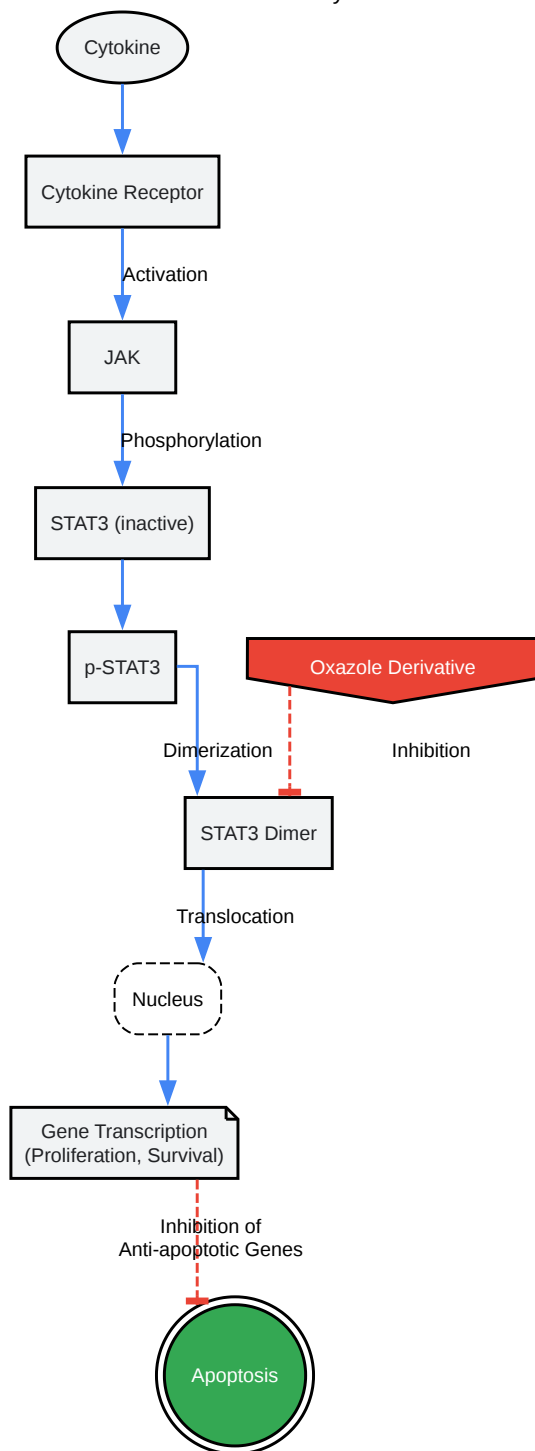 Cytokine
Cytokine Receptor
Activation
JAK
Phosphorylation
STAT3 (inactive)
p-STAT3
Oxazole Derivative
Dimerization
Inhibition
STAT3 Dimer
Translocation
Nucleus
Gene Transcription
(Proliferation, Survival)
Inhibition of
Anti-apoptotic Genes
Apoptosis